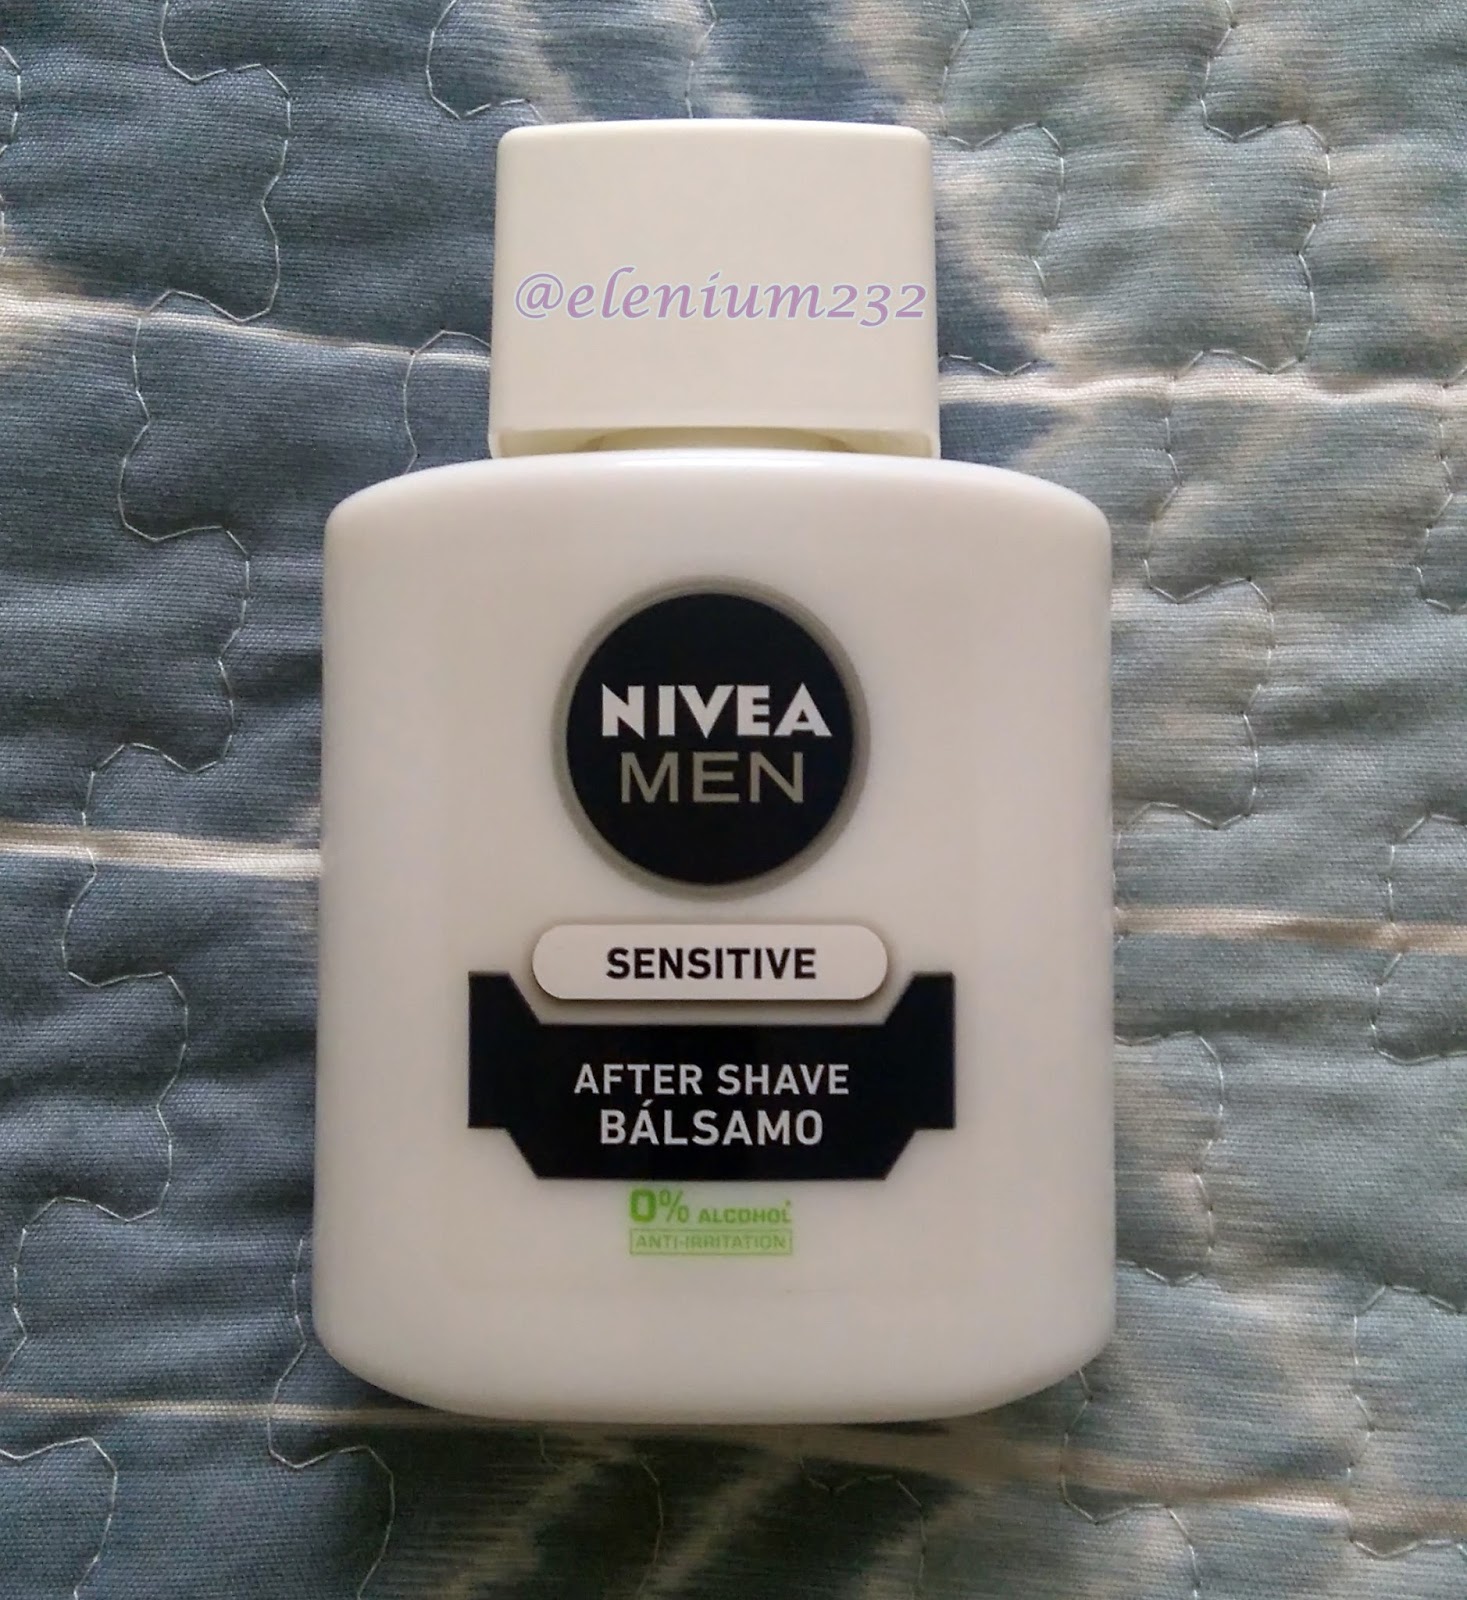 @elenium232
NIVEA
MEN
SENSITIVE
AFTER SHAVE
BÁLSAMO
0% ALCOHOL*
ANTI-IRRITATION